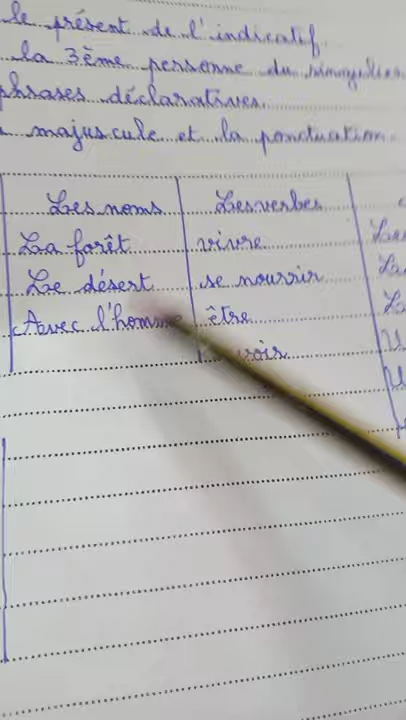 le présent de l'indicatif.
la 3ème personne du singulier
phrases déclaratives.
majuscule et la ponctuation.
Les noms Les verbes
La forêt vivre
Le désert se nourrir
Avec l'homme être